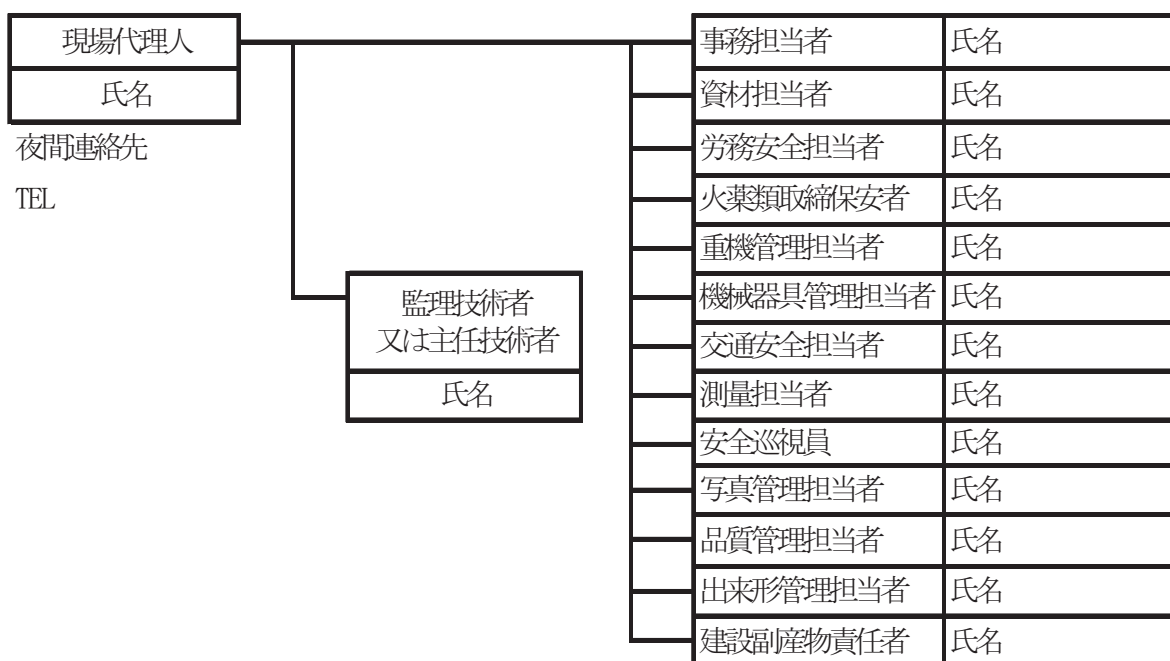 現場代理人
氏名
夜間連絡先
TEL
監理技術者
又は主任技術者
氏名
事務担当者 氏名
資材担当者 氏名
労務安全担当者 氏名
火薬類取締保安者 氏名
重機管理担当者 氏名
機械器具管理担当者 氏名
交通安全担当者 氏名
測量担当者 氏名
安全巡視員 氏名
写真管理担当者 氏名
品質管理担当者 氏名
出来形管理担当者 氏名
建設副産物責任者 氏名